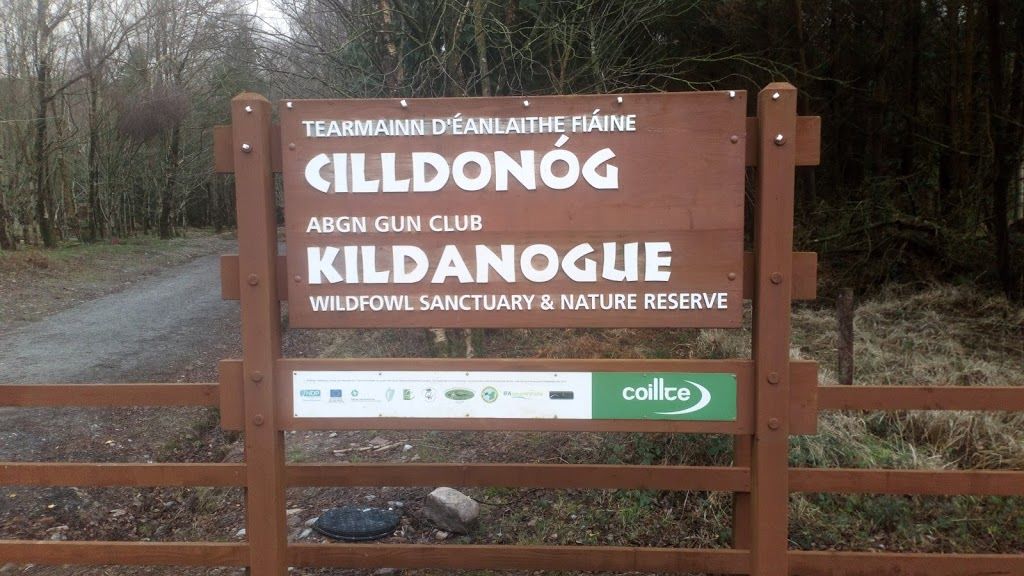 TEARMAINN D'ÉANLAITHE FIÁINE
CILLDONÓG
ABGN GUN CLUB
KILDANOGUE
WILDFOWL SANCTUARY & NATURE RESERVE
coillte